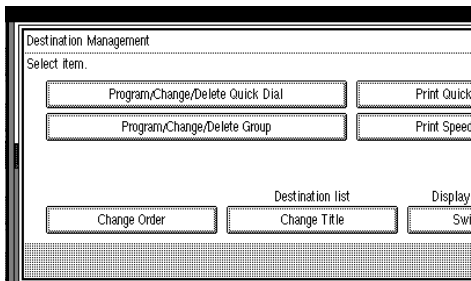 Destination Management
Select item.
Program/Change/Delete Quick Dial Print Quick
Program/Change/Delete Group Print Speed
Destination list Display
Change Order Change Title Swi